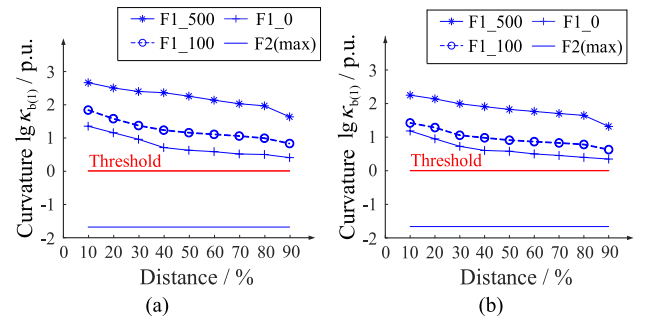 F1_500 F1_0
F1_100 F2(max)
Curvature lg κb(1) / p.u.
3
2
1
0
-1
-2
Threshold
0 10 20 30 40 50 60 70 80 90
Distance / %
(a)
F1_500 F1_0
F1_100 F2(max)
Curvature lg κb(1) / p.u.
3
2
1
0
-1
-2
Threshold
0 10 20 30 40 50 60 70 80 90
Distance / %
(b)